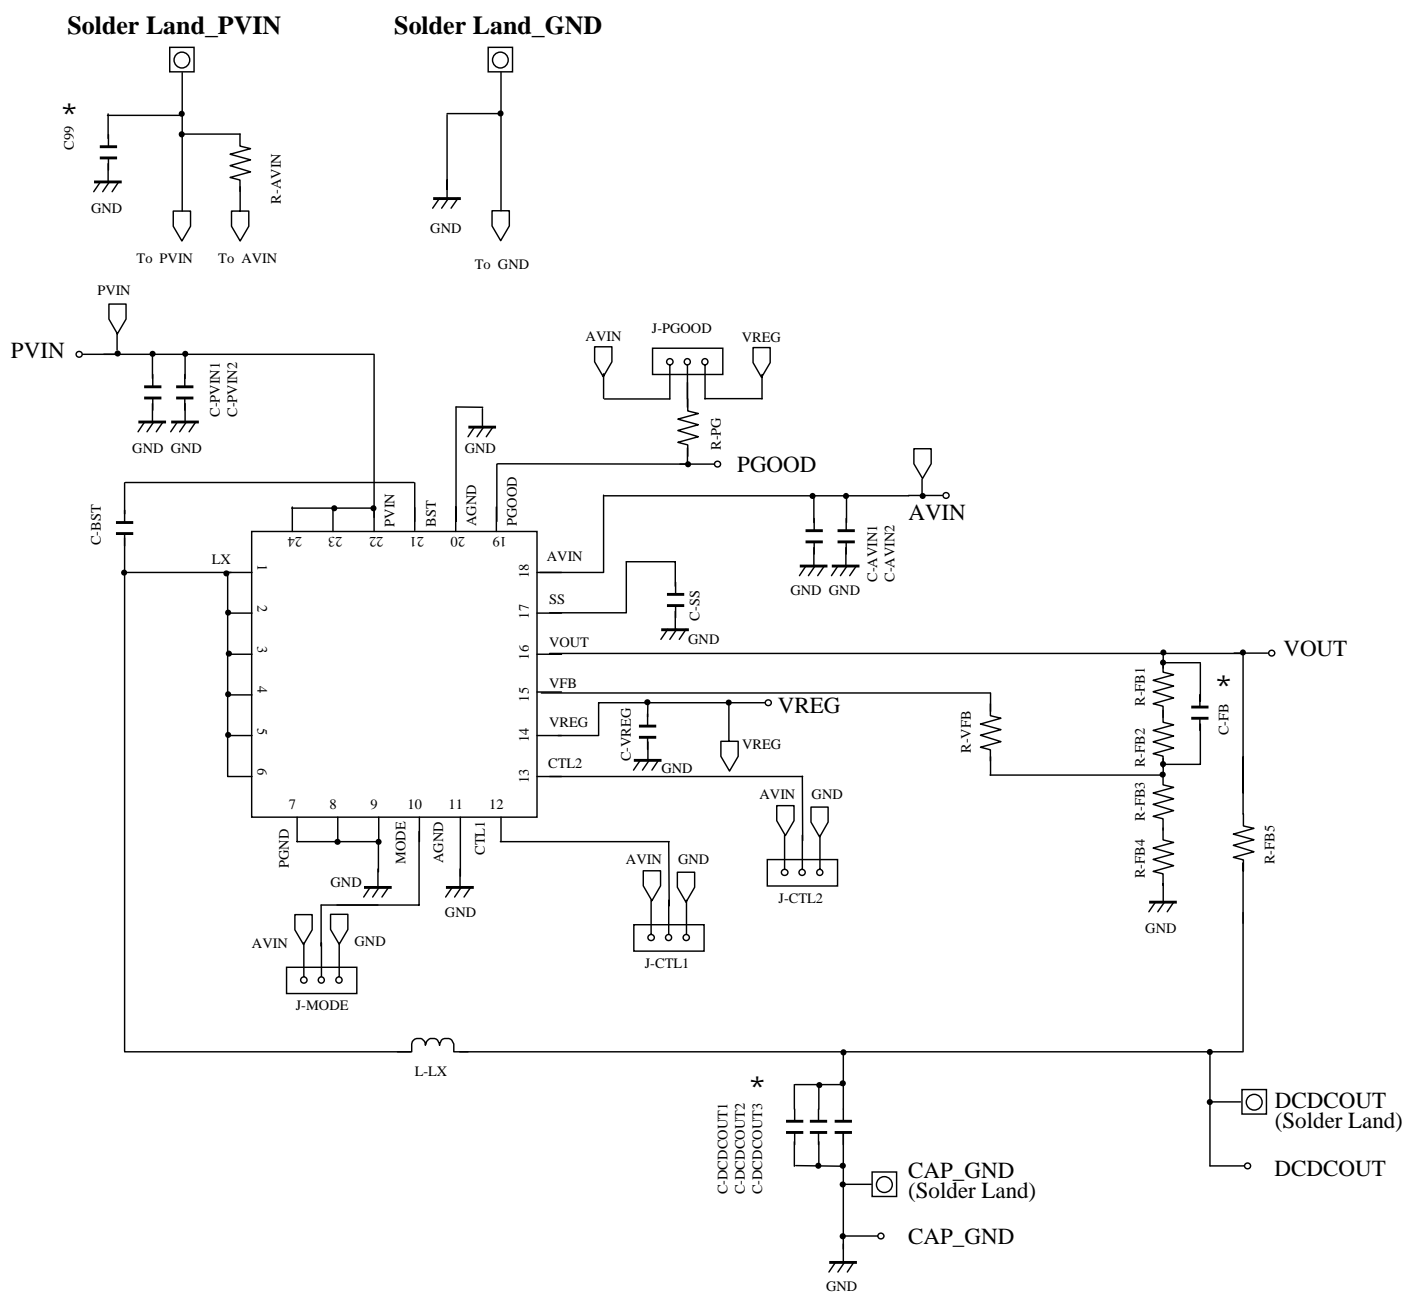 Solder Land_PVIN
Solder Land_GND
C99
*
R-AVIN
GND
GND
To PVIN
To AVIN
To GND
PVIN
PVIN
C-PVIN1
C-PVIN2
GND
GND
AVIN
J-PGOOD
VREG
R-PG
PGOOD
GND
C-BST
PVIN
BST
AGND
PGOOD
24
23
22
21
20
19
AVIN
C-AVIN1
C-AVIN2
GND
GND
LX
1
2
3
4
5
6
18
AVIN
17
SS
C-SS
GND
16
VOUT
VOUT
15
VFB
R-VFB
R-FB1
R-FB2
C-FB
*
14
VREG
C-VREG
GND
VREG
VREG
13
CTL2
7
8
9
10
11
12
PGND
MODE
AGND
CTL1
GND
GND
AVIN
GND
J-CTL2
AVIN
GND
J-CTL1
AVIN
GND
J-MODE
R-FB3
R-FB4
GND
R-FB5
L-LX
C-DCDCOUT1
C-DCDCOUT2
C-DCDCOUT3
*
DCDCOUT
(Solder Land)
DCDCOUT
CAP_GND
(Solder Land)
CAP_GND
GND